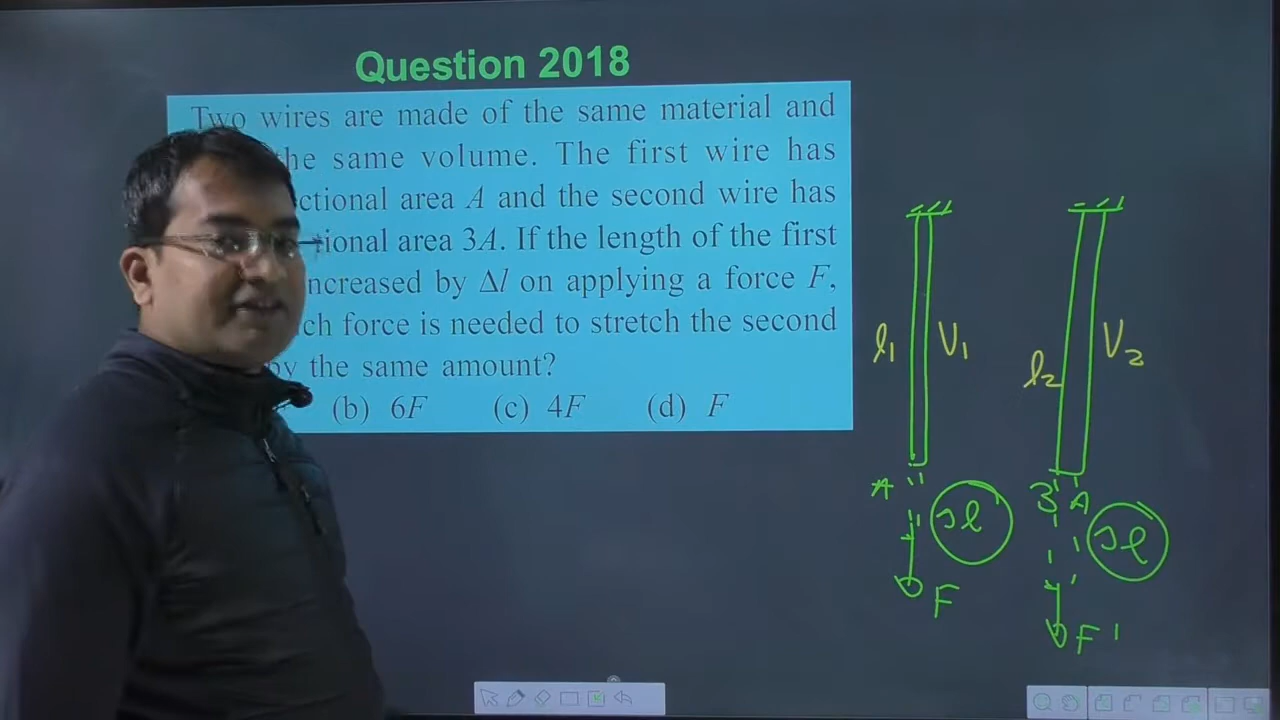 Question 2018
Two wires are made of the same material and
the same volume. The first wire has
ctional area A and the second wire has
tional area 3A. If the length of the first
ncreased by Δl on applying a force F,
ch force is needed to stretch the second
by the same amount?
(b) 6F (c) 4F (d) F
l1 V1
l2 V2
A
3A
F
F'